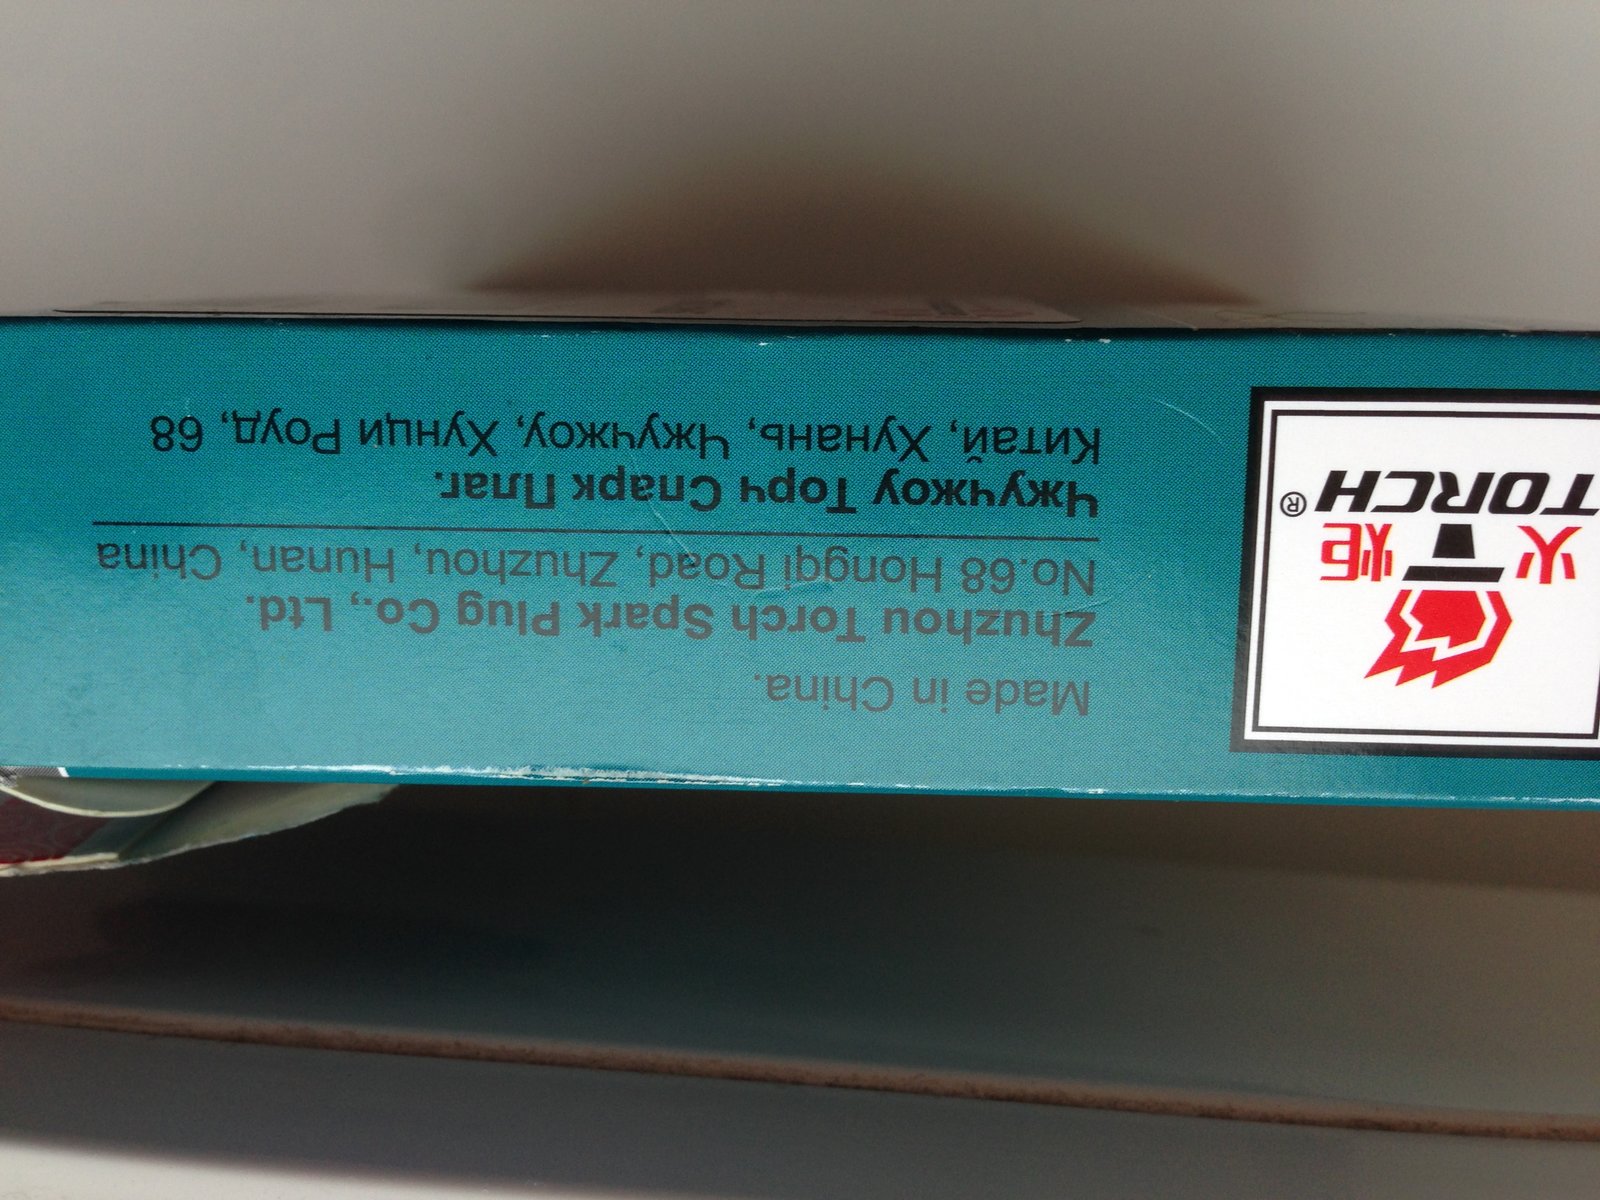 火炬
TORCH®
Made in China.
Zhuzhou Torch Spark Plug Co., Ltd.
No.68 Hongqi Road, Zhuzhou, Hunan, China
Чжучжоу Торч Спарк Плаг.
Китай, Хунань, Чжучжоу, Хунци Роуд, 68